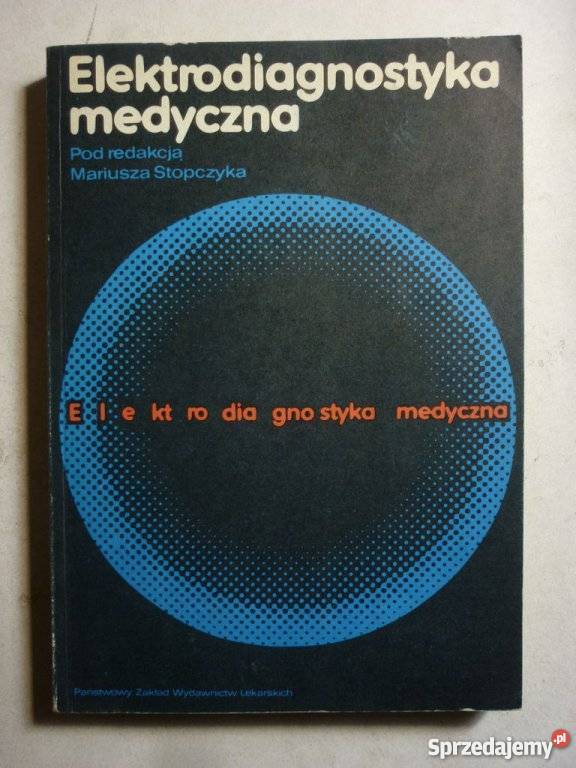 Elektrodiagnostyka
medyczna
Pod redakcją
Mariusza Stopczyka
E l e kt ro dia gno styka medyczna
Państwowy Zakład Wydawnictw Lekarskich
Sprzedajemy.pl